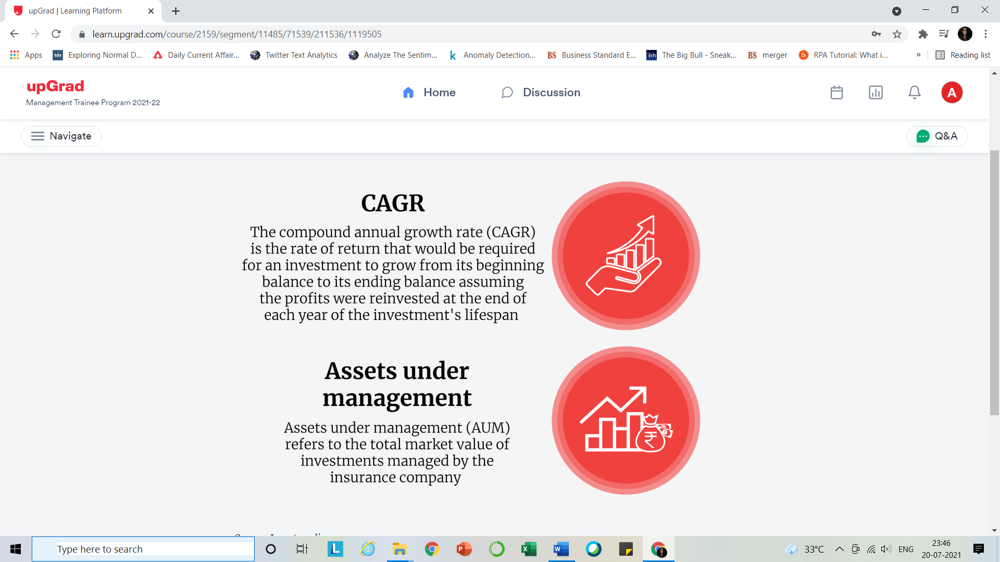 upGrad | Learning Platform
learn.upgrad.com/course/2159/segment/11485/71539/211536/1119505
Apps
tds
Exploring Normal D...
Daily Current Affair...
Twitter Text Analytics
Analyze The Sentim...
k
Anomaly Detection...
BS
Business Standard E...
Dh
The Big Bull - Sneak...
BS
merger
RPA Tutorial: What i...
»
Reading list
upGrad
Management Trainee Program 2021-22
Home
Discussion
A
Navigate
Q&A
CAGR
The compound annual growth rate (CAGR)
is the rate of return that would be required
for an investment to grow from its beginning
balance to its ending balance assuming
the profits were reinvested at the end of
each year of the investment's lifespan
Assets under
management
Assets under management (AUM)
refers to the total market value of
investments managed by the
insurance company
₹
Type here to search
L
P
X
W
33°C
ENG
23:46
20-07-2021